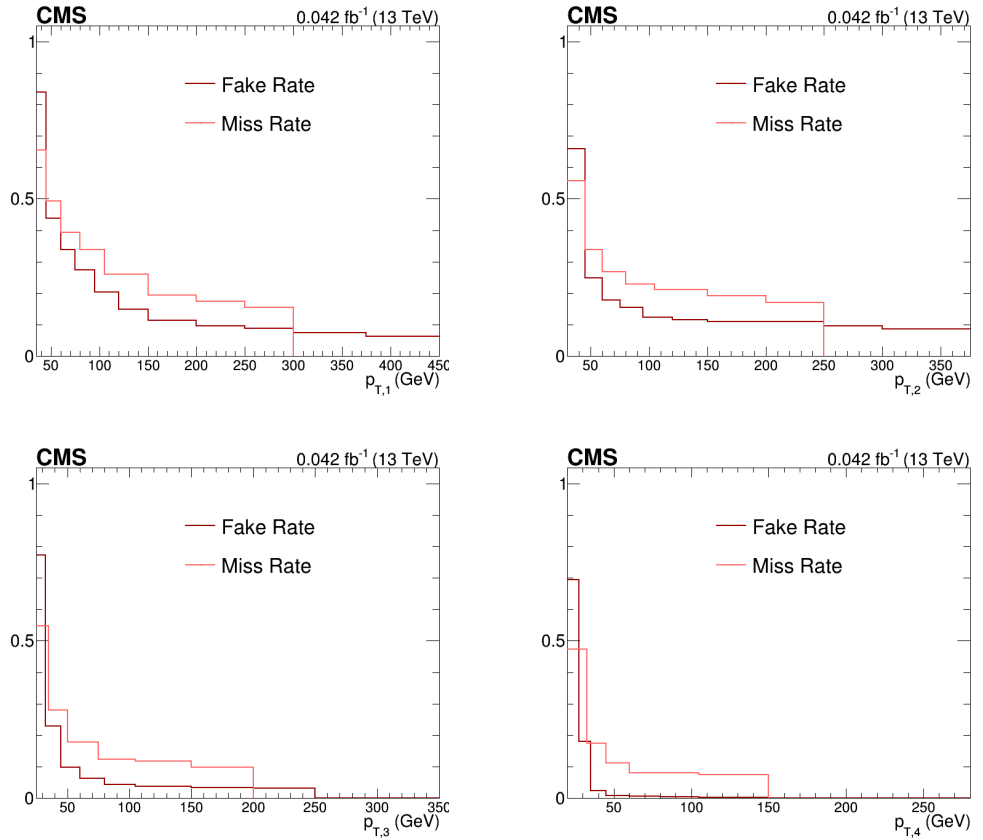 CMS 0.042 fb⁻¹ (13 TeV)
1
Fake Rate
Miss Rate
0.5
0
50 100 150 200 250 300 350 400 450
p_T,1 (GeV)
CMS 0.042 fb⁻¹ (13 TeV)
1
Fake Rate
Miss Rate
0.5
0
50 100 150 200 250 300 350
p_T,2 (GeV)
CMS 0.042 fb⁻¹ (13 TeV)
1
Fake Rate
Miss Rate
0.5
0
50 100 150 200 250 300 350
p_T,3 (GeV)
CMS 0.042 fb⁻¹ (13 TeV)
1
Fake Rate
Miss Rate
0.5
0
50 100 150 200 250
p_T,4 (GeV)